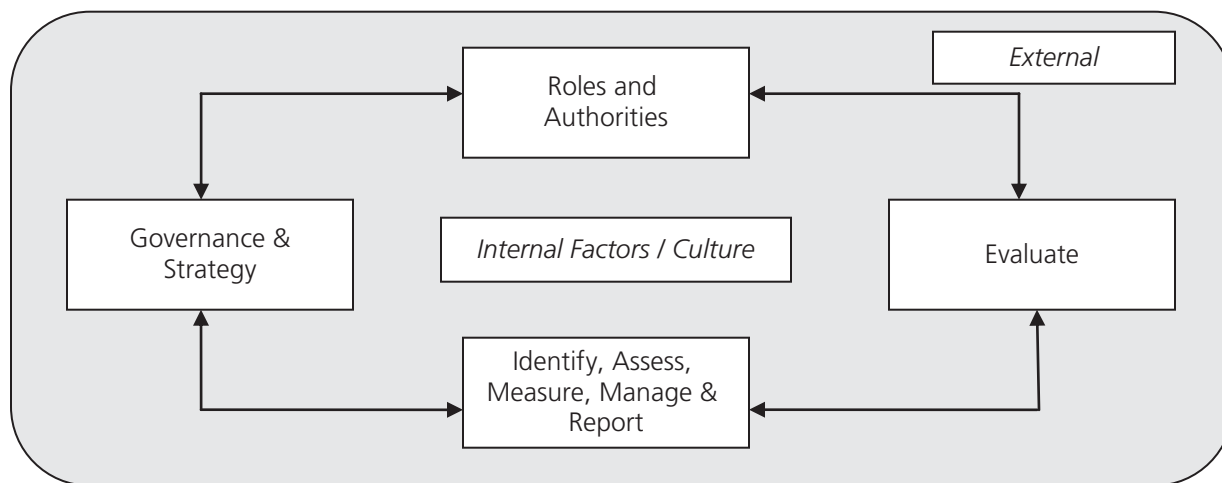 External
Roles and
Authorities
Governance &
Strategy
Internal Factors / Culture
Evaluate
Identify, Assess,
Measure, Manage &
Report